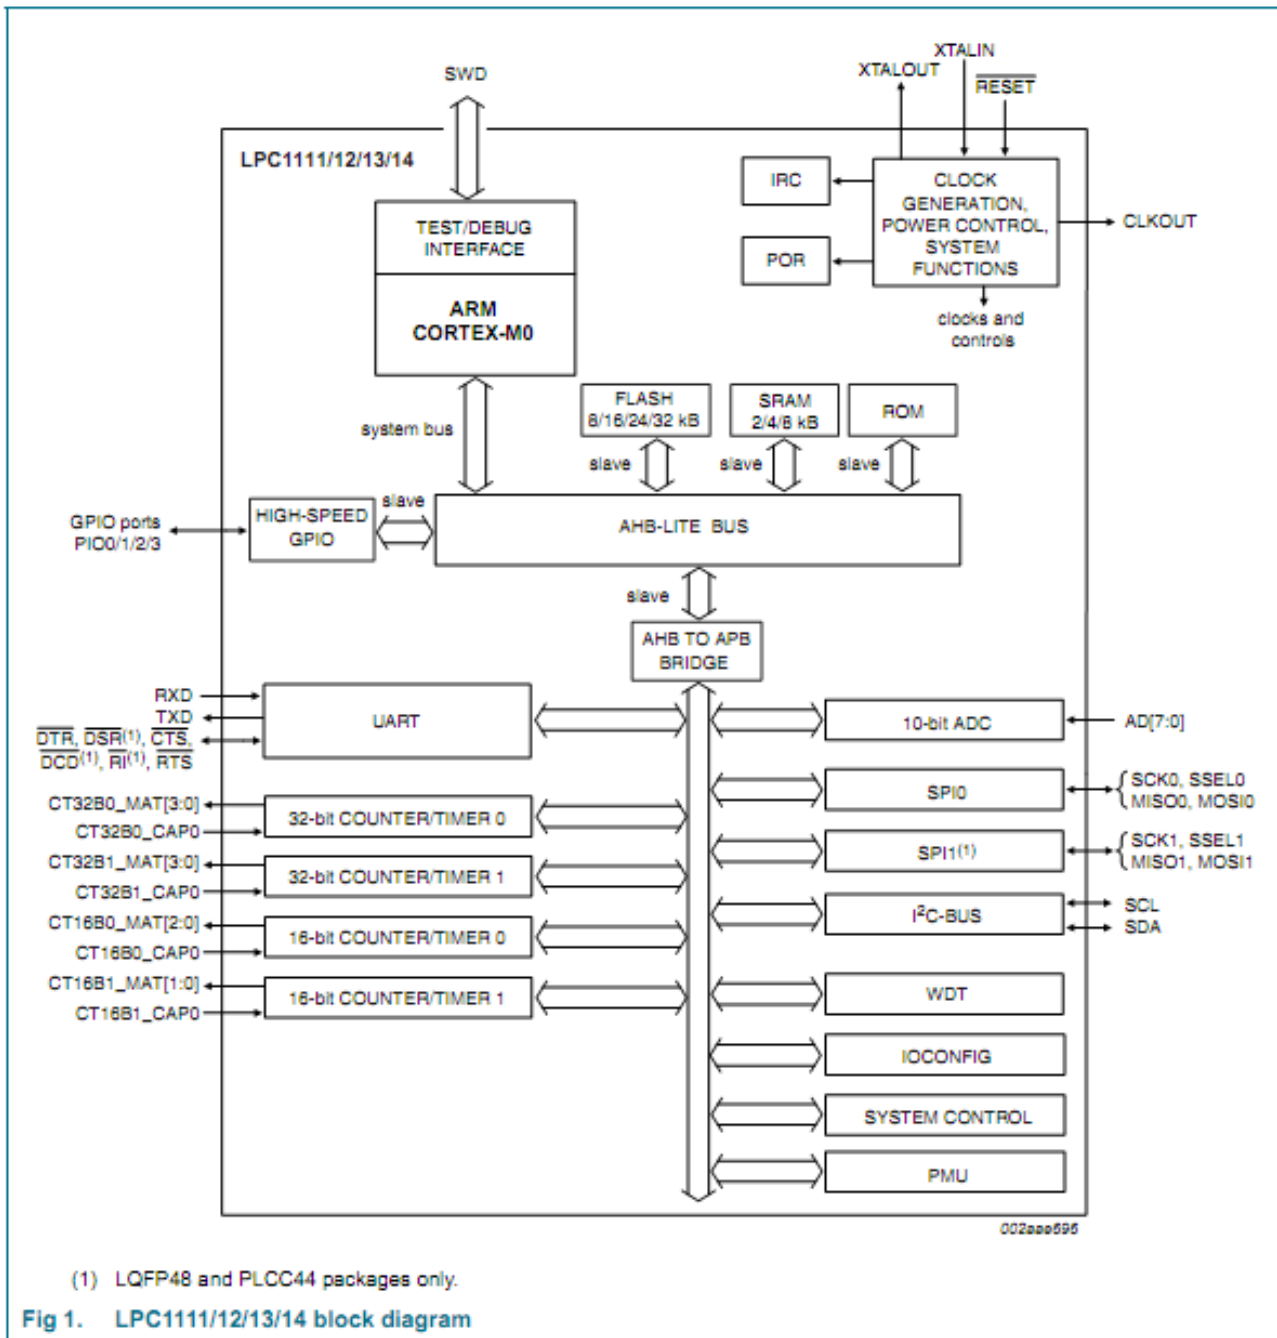 XTALIN
XTALOUT
RESET
SWD
LPC1111/12/13/14
IRC
CLOCK
GENERATION,
POWER CONTROL,
SYSTEM
FUNCTIONS
CLKOUT
POR
TEST/DEBUG
INTERFACE
ARM
CORTEX-M0
clocks and
controls
FLASH
8/16/24/32 kB
SRAM
2/4/8 kB
ROM
system bus
slave
slave
slave
slave
GPIO ports
PIO0/1/2/3
HIGH-SPEED
GPIO
AHB-LITE BUS
slave
AHB TO APB
BRIDGE
RXD
TXD
DTR, DSR(1), CTS,
DCD(1), RI(1), RTS
UART
10-bit ADC
AD[7:0]
CT32B0_MAT[3:0]
CT32B0_CAP0
32-bit COUNTER/TIMER 0
SPI0
SCK0, SSEL0
MISO0, MOSI0
CT32B1_MAT[3:0]
CT32B1_CAP0
32-bit COUNTER/TIMER 1
SPI1(1)
SCK1, SSEL1
MISO1, MOSI1
CT16B0_MAT[2:0]
CT16B0_CAP0
16-bit COUNTER/TIMER 0
I2C-BUS
SCL
SDA
CT16B1_MAT[1:0]
CT16B1_CAP0
16-bit COUNTER/TIMER 1
WDT
IOCONFIG
SYSTEM CONTROL
PMU
002aae696
(1) LQFP48 and PLCC44 packages only.
Fig 1. LPC1111/12/13/14 block diagram